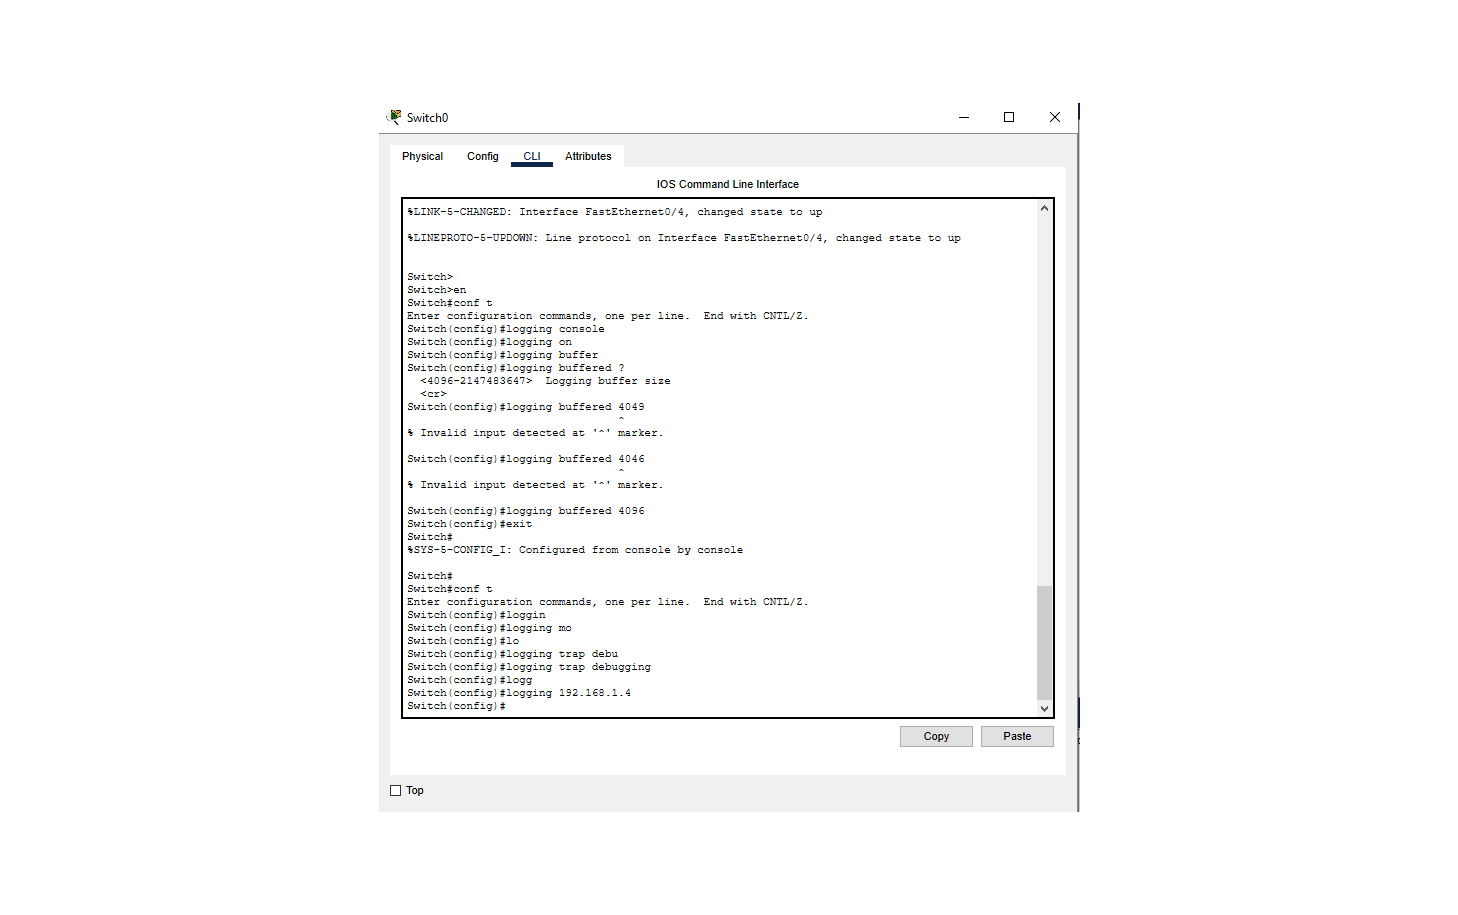 Switch0
Physical Config CLI Attributes
IOS Command Line Interface
%LINK-5-CHANGED: Interface FastEthernet0/4, changed state to up
%LINEPROTO-5-UPDOWN: Line protocol on Interface FastEthernet0/4, changed state to up
Switch>
Switch>en
Switch#conf t
Enter configuration commands, one per line.  End with CNTL/Z.
Switch(config)#logging console
Switch(config)#logging on
Switch(config)#logging buffer
Switch(config)#logging buffered ?
  <4096-2147483647>  Logging buffer size
  <cr>
Switch(config)#logging buffered 4049
^
% Invalid input detected at '^' marker.
Switch(config)#logging buffered 4046
^
% Invalid input detected at '^' marker.
Switch(config)#logging buffered 4096
Switch(config)#exit
Switch#
%SYS-5-CONFIG_I: Configured from console by console
Switch#
Switch#conf t
Enter configuration commands, one per line.  End with CNTL/Z.
Switch(config)#loggin
Switch(config)#logging mo
Switch(config)#lo
Switch(config)#logging trap debu
Switch(config)#logging trap debugging
Switch(config)#logg
Switch(config)#logging 192.168.1.4
Switch(config)#
Copy Paste
Top